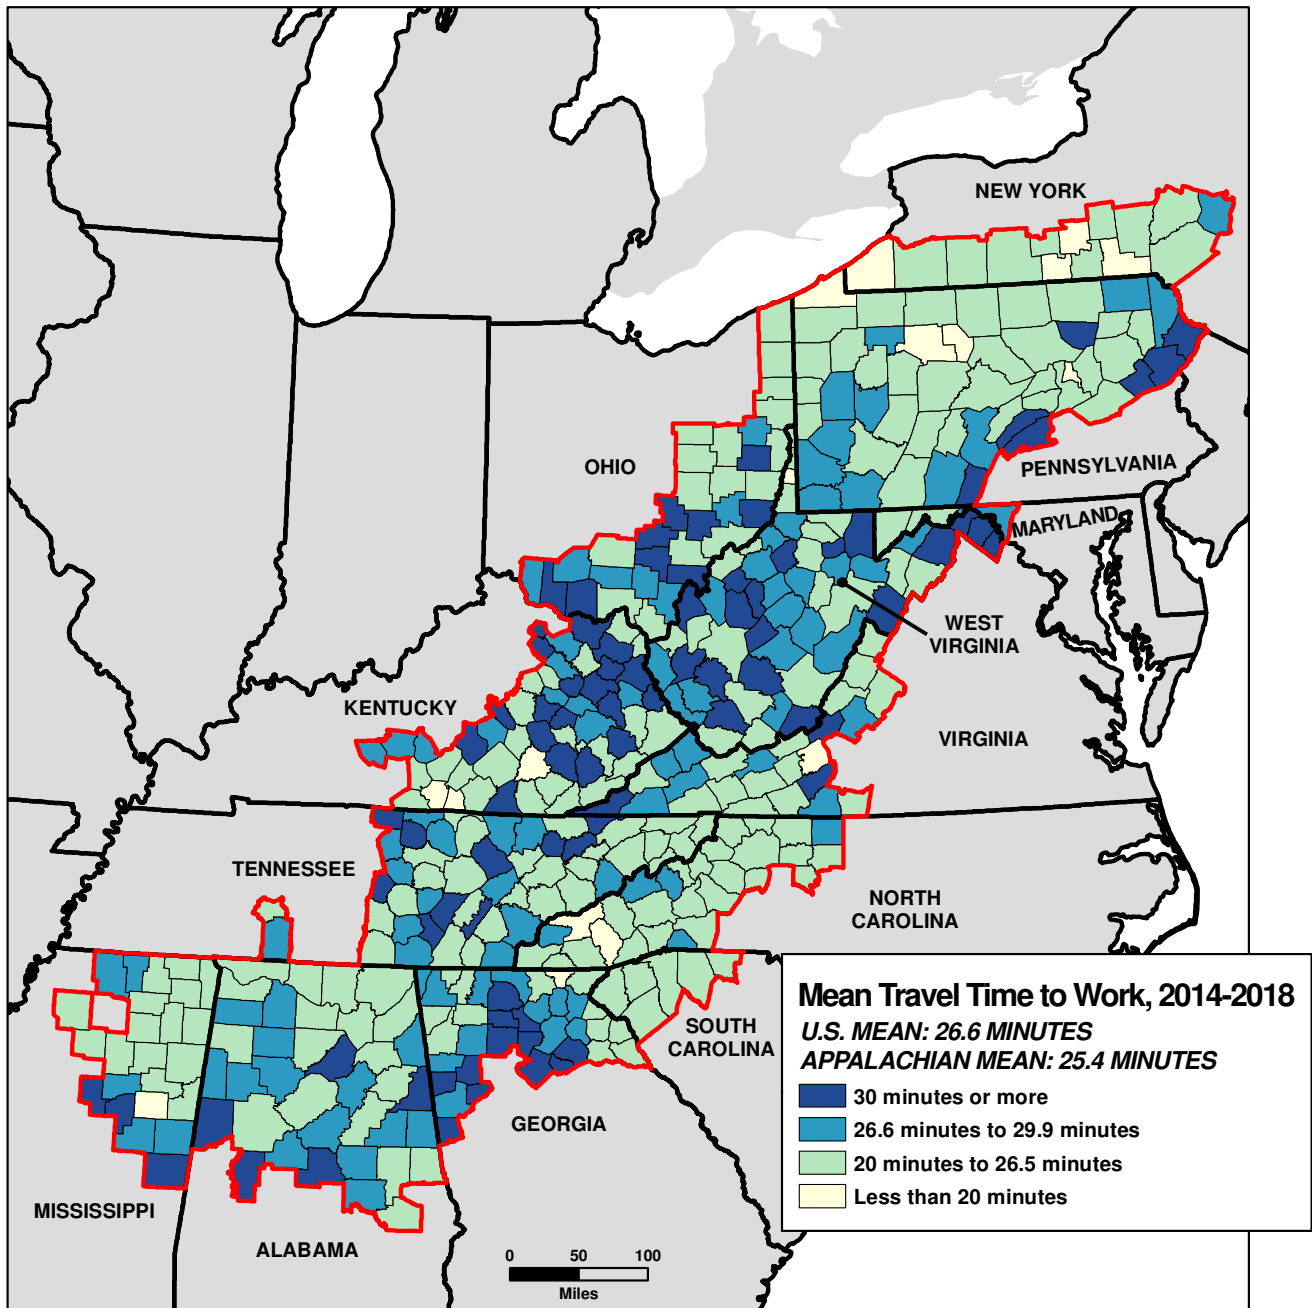 NEW YORK
OHIO
PENNSYLVANIA
MARYLAND
WEST
VIRGINIA
KENTUCKY
VIRGINIA
TENNESSEE
NORTH
CAROLINA
SOUTH
CAROLINA
GEORGIA
MISSISSIPPI
ALABAMA
Mean Travel Time to Work, 2014-2018
U.S. MEAN: 26.6 MINUTES
APPALACHIAN MEAN: 25.4 MINUTES
30 minutes or more
26.6 minutes to 29.9 minutes
20 minutes to 26.5 minutes
Less than 20 minutes
0 50 100
Miles